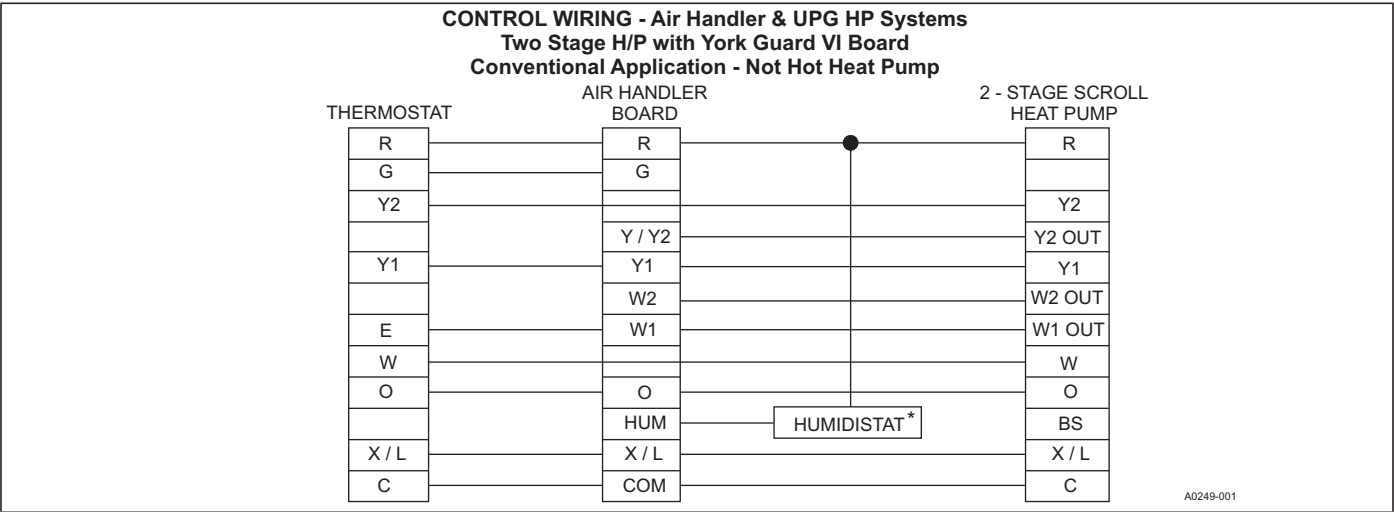 CONTROL WIRING - Air Handler & UPG HP Systems
Two Stage H/P with York Guard VI Board
Conventional Application - Not Hot Heat Pump
THERMOSTAT
AIR HANDLER
BOARD
2 - STAGE SCROLL
HEAT PUMP
R R R
G G
Y2 Y2
Y / Y2 Y2 OUT
Y1 Y1 Y1
W2 W2 OUT
E W1 W1 OUT
W W
O O O
HUM HUMIDISTAT* BS
X / L X / L X / L
C COM C
A0249-001